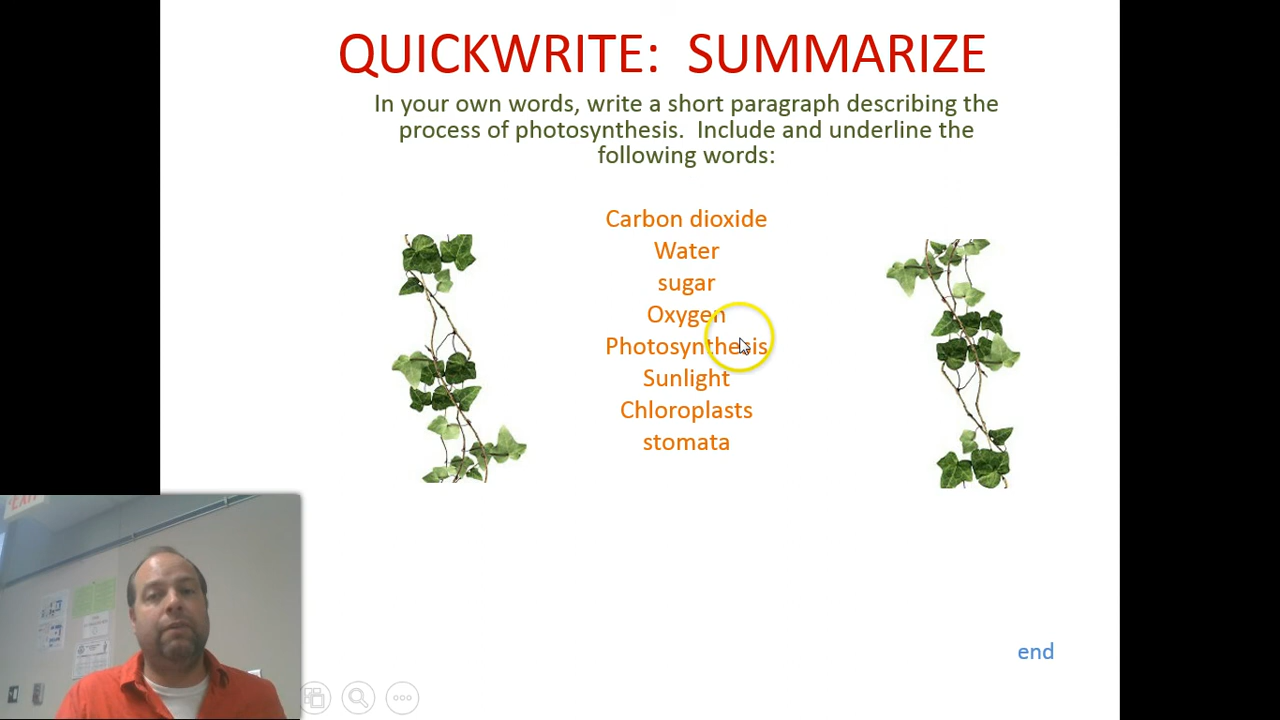 QUICKWRITE: SUMMARIZE
In your own words, write a short paragraph describing the
process of photosynthesis. Include and underline the
following words:
Carbon dioxide
Water
sugar
Oxygen
Photosynthesis
Sunlight
Chloroplasts
stomata
EXIT
end